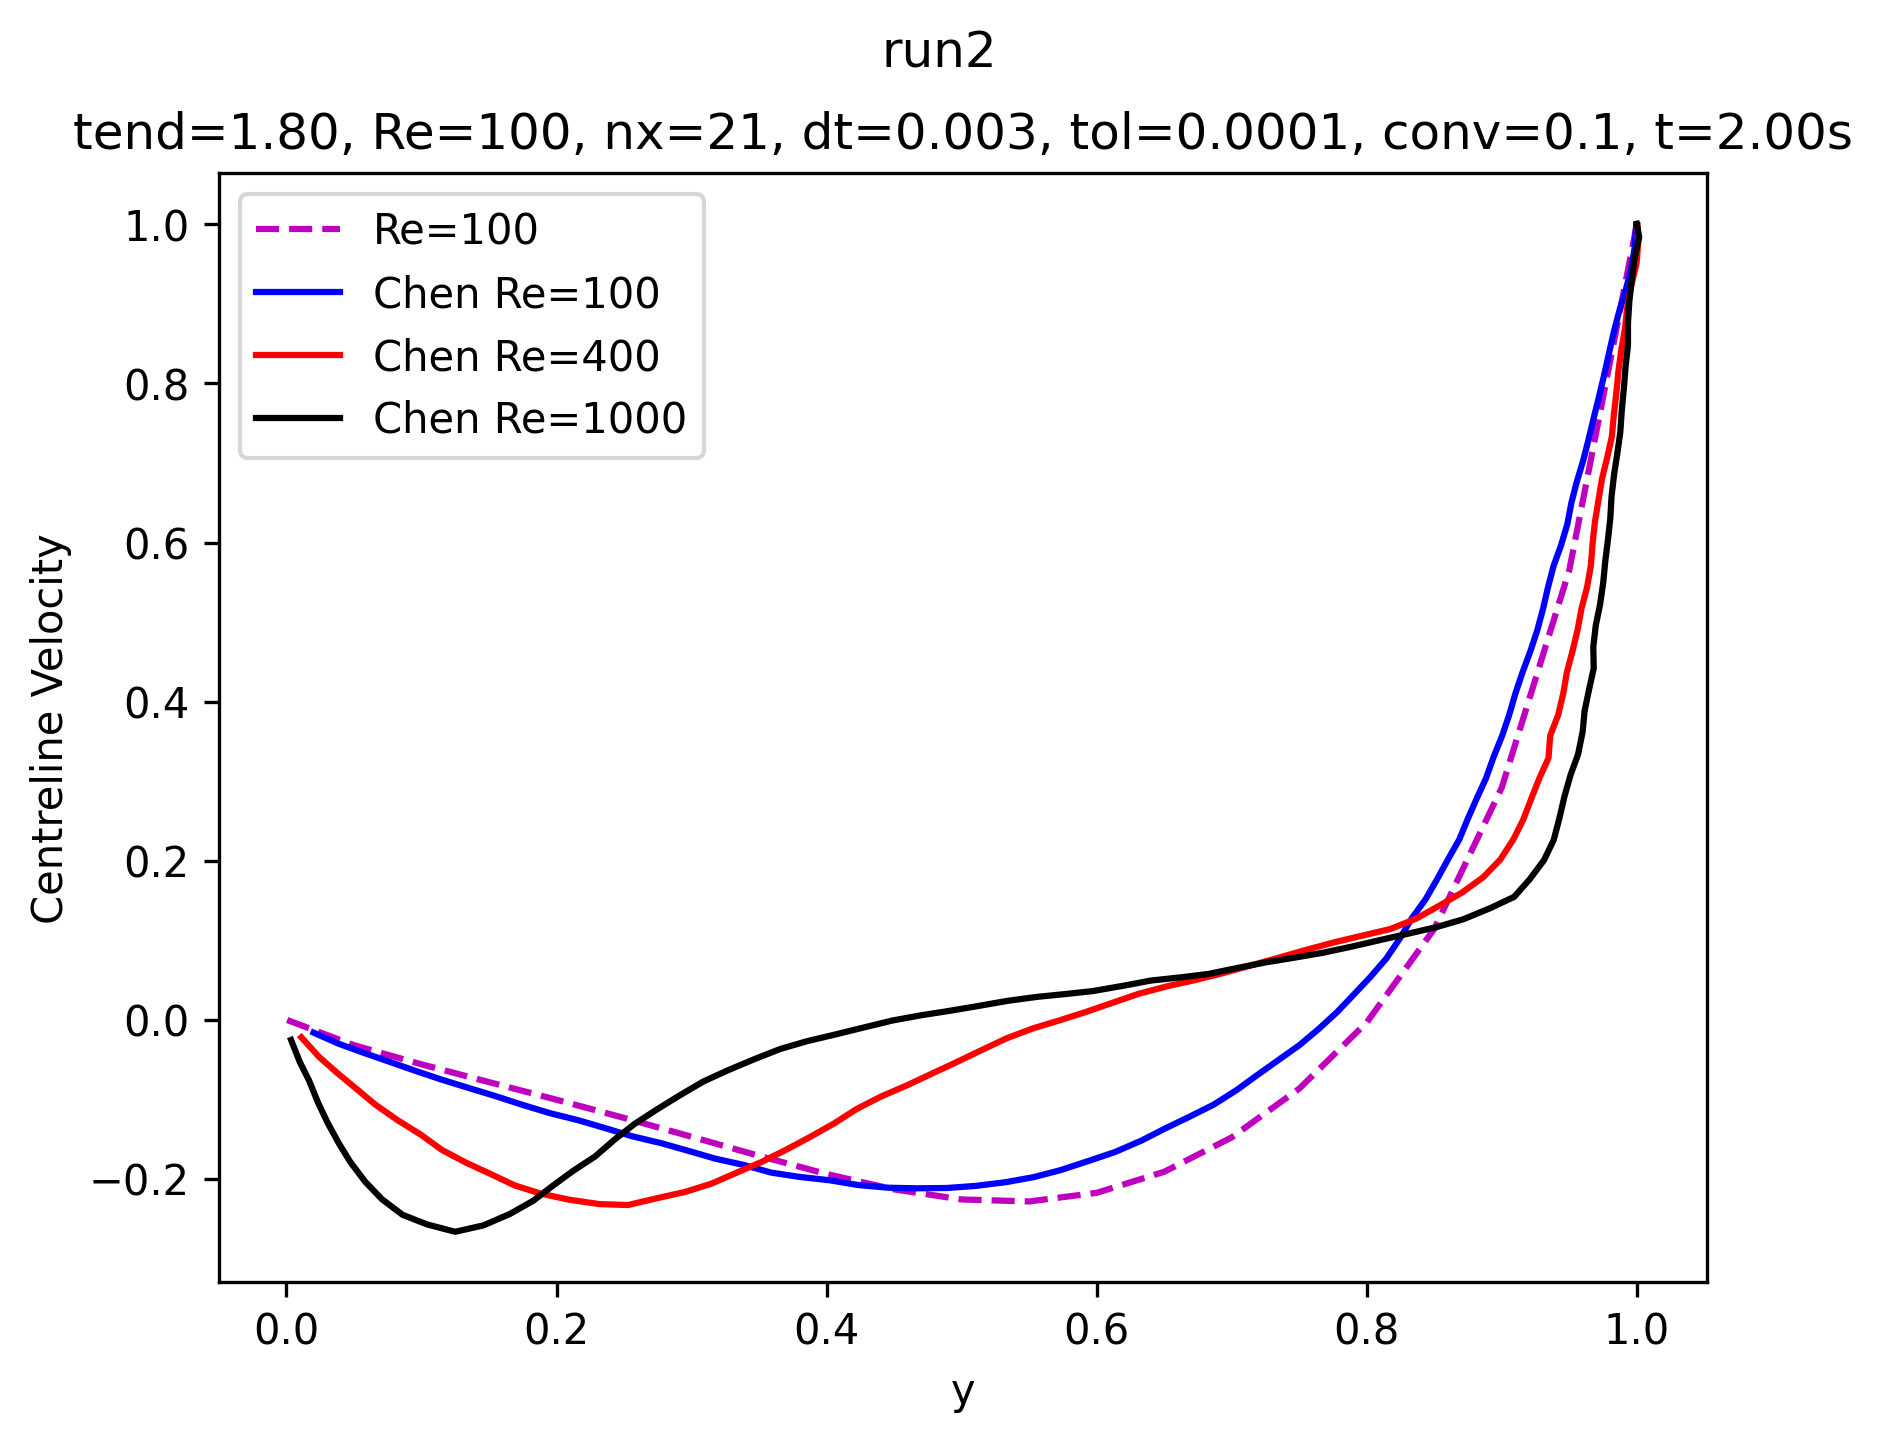 run2
tend=1.80, Re=100, nx=21, dt=0.003, tol=0.0001, conv=0.1, t=2.00s
Re=100
Chen Re=100
Chen Re=400
Chen Re=1000
Centreline Velocity
1.0
0.8
0.6
0.4
0.2
0.0
−0.2
0.0 0.2 0.4 0.6 0.8 1.0
y